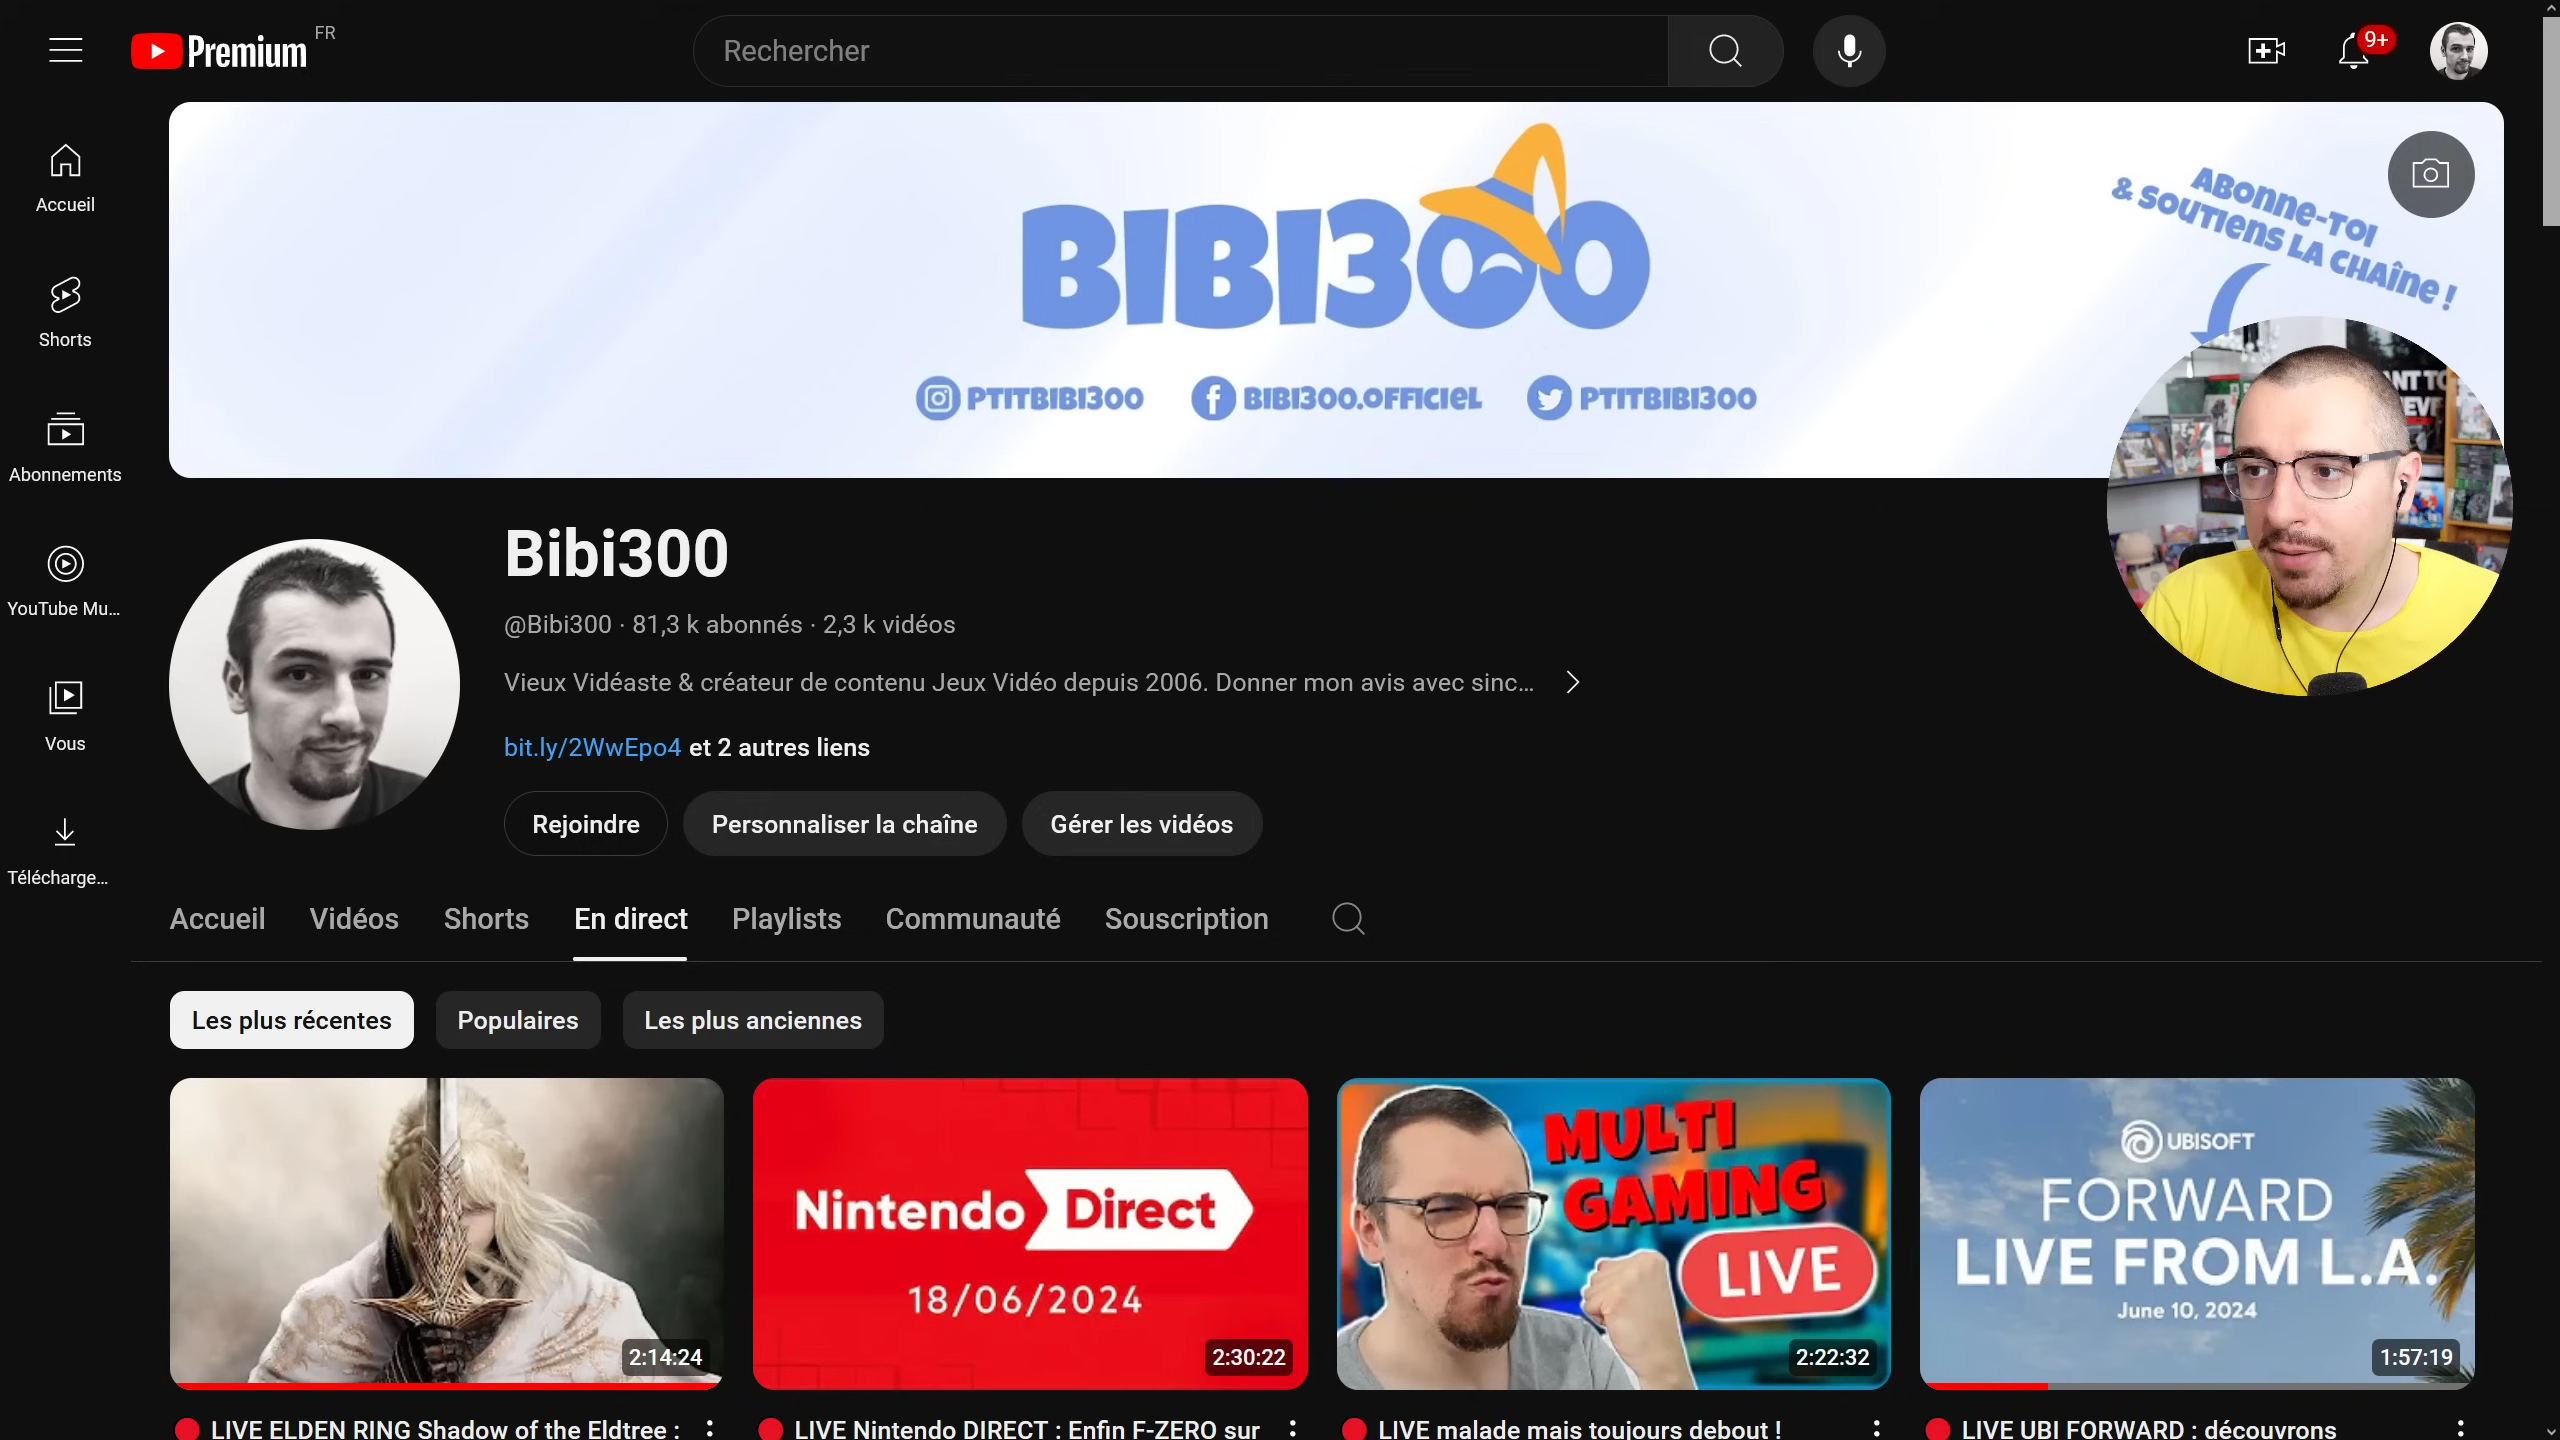 Premium FR
Rechercher
9+
Accueil
Shorts
Abonnements
YouTube Mu...
Vous
Télécharge...
BIBI300
ABONNE-TOI
& SOUTIENS LA CHAÎNE !
PTITBIBI300 BIBI300.OFFICIEL PTITBIBI300
Bibi300
@Bibi300 · 81,3 k abonnés · 2,3 k vidéos
Vieux Vidéaste & créateur de contenu Jeux Vidéo depuis 2006. Donner mon avis avec sinc...
bit.ly/2WwEpo4 et 2 autres liens
Rejoindre Personnaliser la chaîne Gérer les vidéos
Accueil Vidéos Shorts En direct Playlists Communauté Souscription
Les plus récentes Populaires Les plus anciennes
2:14:24
Nintendo Direct
18/06/2024
2:30:22
MULTI
GAMING
LIVE
2:22:32
UBISOFT
FORWARD
LIVE FROM L.A.
June 10, 2024
1:57:19
LIVE ELDEN RING Shadow of the Eldtree :
LIVE Nintendo DIRECT : Enfin F-ZERO sur
LIVE malade mais toujours debout !
LIVE UBI FORWARD : découvrons